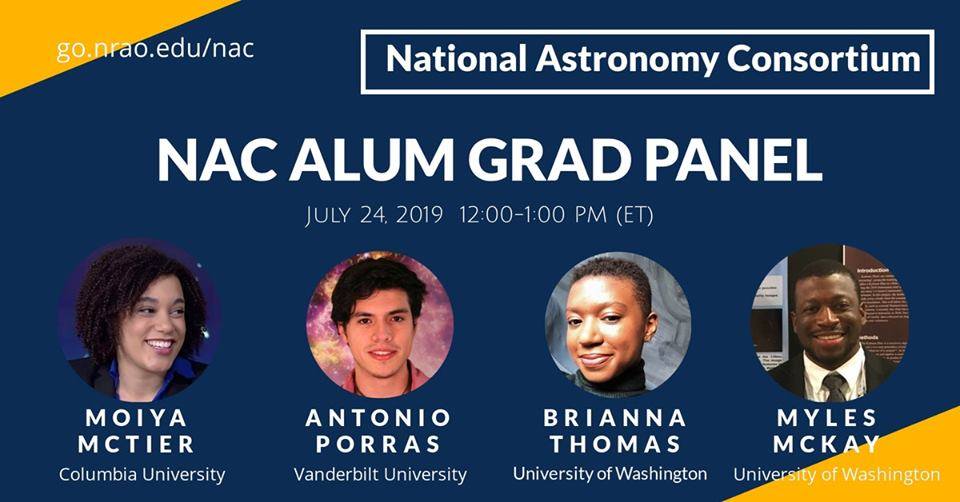 go.nrao.edu/nac
National Astronomy Consortium
NAC ALUM GRAD PANEL
JULY 24, 2019 12:00-1:00 PM (ET)
MOIYA
MCTIER
Columbia University
ANTONIO
PORRAS
Vanderbilt University
BRIANNA
THOMAS
University of Washington
Introduction
MYLES
MCKAY
University of Washington